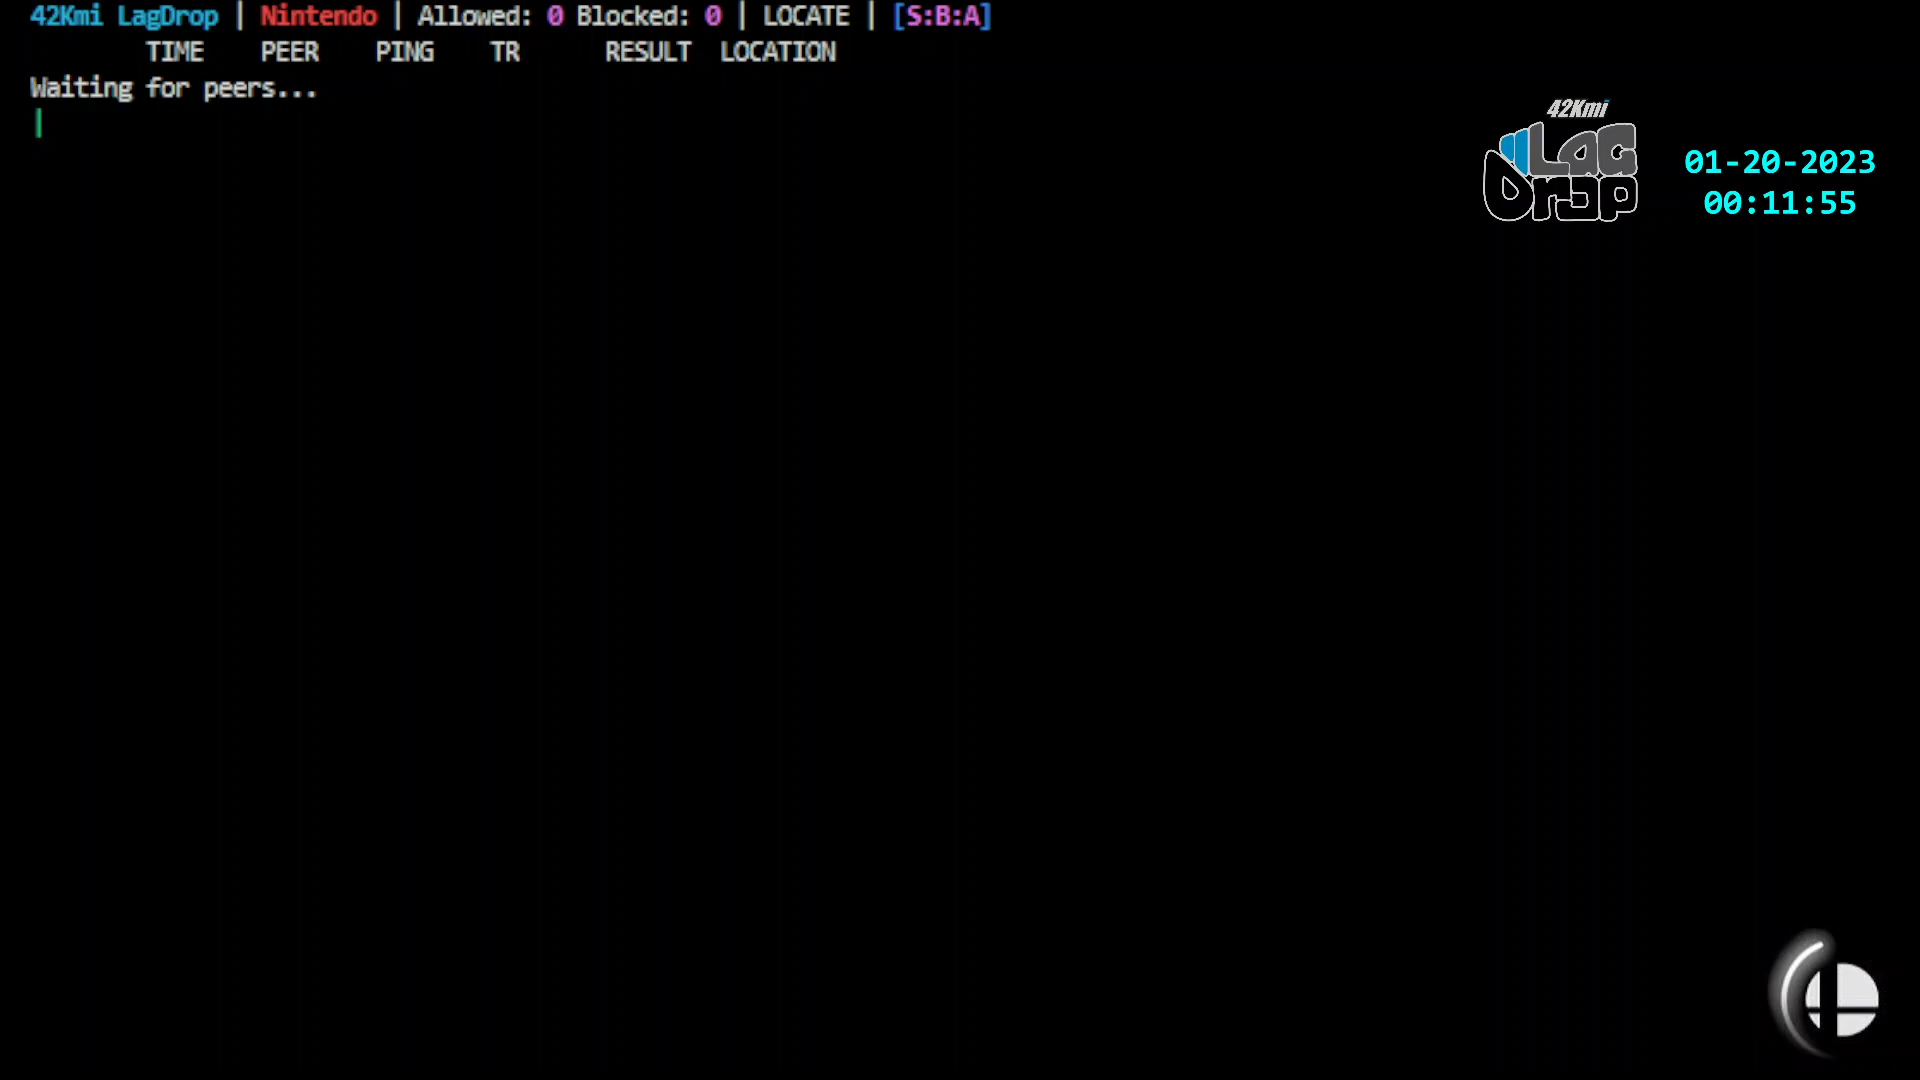 42Kmi LagDrop | Nintendo | Allowed: 0 Blocked: 0 | LOCATE | [S:B:A]
TIME PEER PING TR RESULT LOCATION
Waiting for peers...
42Kmi
LagDrop
01-20-2023
00:11:55